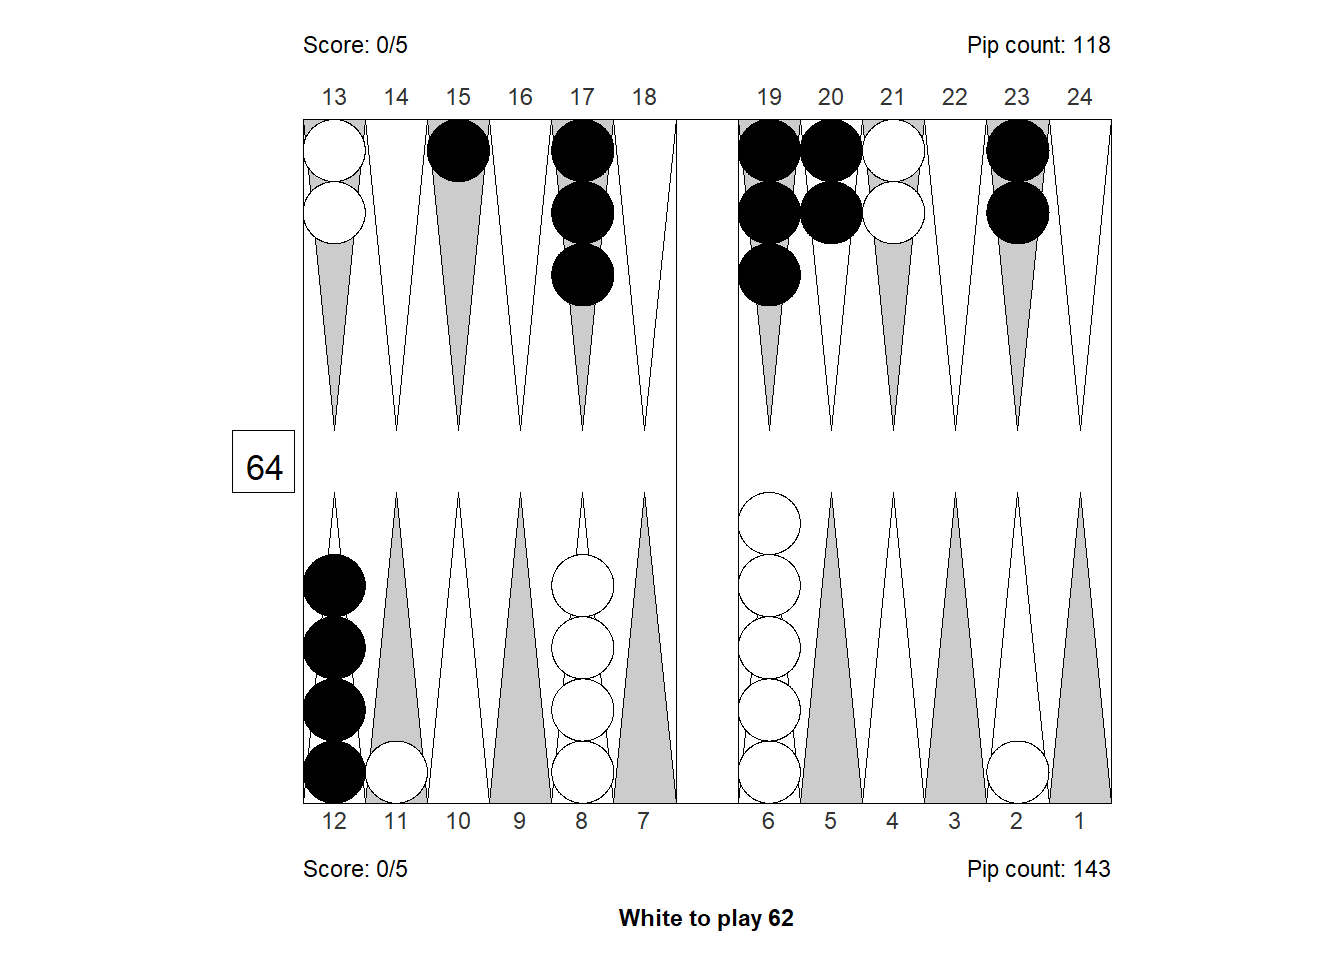 Score: 0/5 Pip count: 118
13 14 15 16 17 18 19 20 21 22 23 24
64
12 11 10 9 8 7 6 5 4 3 2 1
Score: 0/5 Pip count: 143
White to play 62